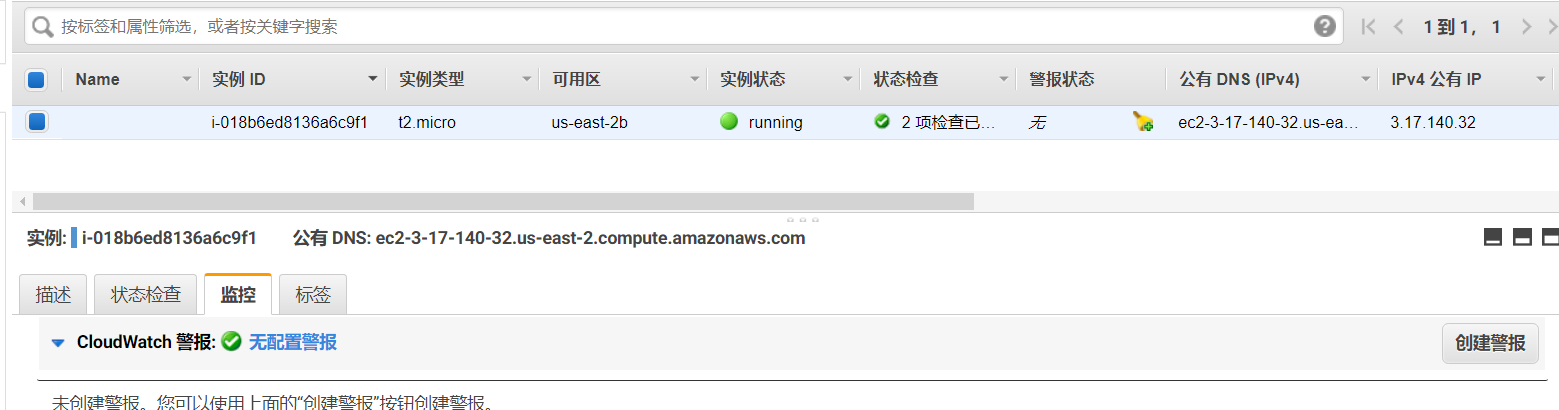 按标签和属性筛选，或者按关键字搜索
?
1 到 1， 1
Name 实例 ID 实例类型 可用区 实例状态 状态检查 警报状态 公有 DNS (IPv4) IPv4 公有 IP
i-018b6ed8136a6c9f1 t2.micro us-east-2b running 2 项检查已... 无 ec2-3-17-140-32.us-ea... 3.17.140.32
实例: i-018b6ed8136a6c9f1 公有 DNS: ec2-3-17-140-32.us-east-2.compute.amazonaws.com
描述 状态检查 监控 标签
CloudWatch 警报: 无配置警报 创建警报
未创建警报。您可以使用上面的“创建警报”按钮创建警报。